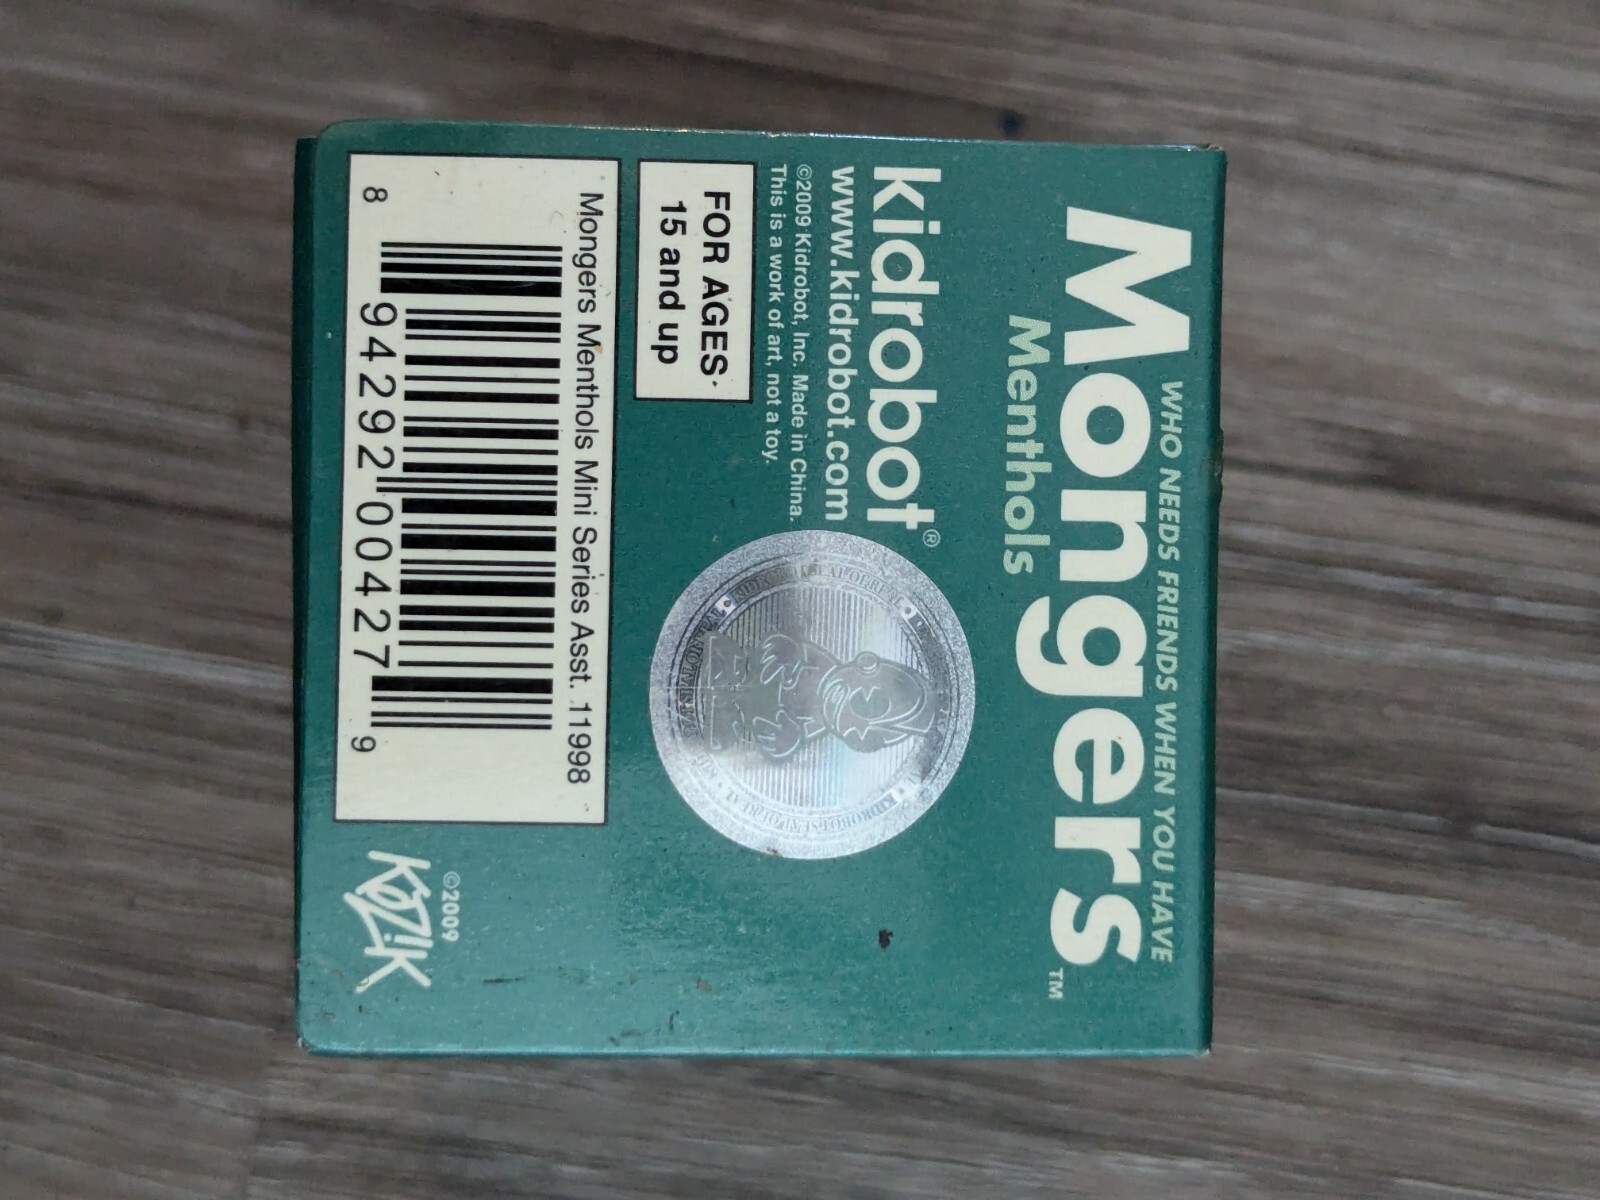 WHO NEEDS FRIENDS WHEN YOU HAVE
Mongers™
Menthols
kidrobot®
www.kidrobot.com
©2009 Kidrobot, Inc. Made in China.
This is a work of art, not a toy.
FOR AGES
15 and up
Mongers Menthols Mini Series Asst. 11998
8 94292 00427 9
©2009
KOZIK